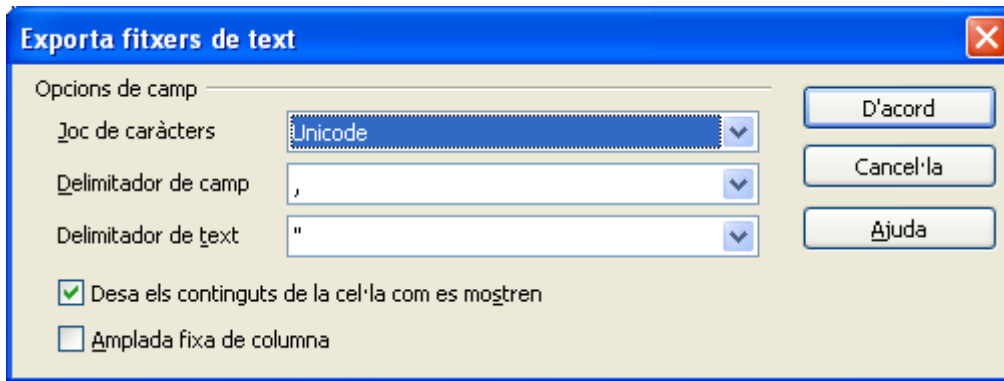 Exporta fitxers de text
Opcions de camp
Joc de caràcters
Unicode
Delimitador de camp
,
Delimitador de text
"
Desa els continguts de la cel·la com es mostren
Amplada fixa de columna
D'acord
Cancel·la
Ajuda